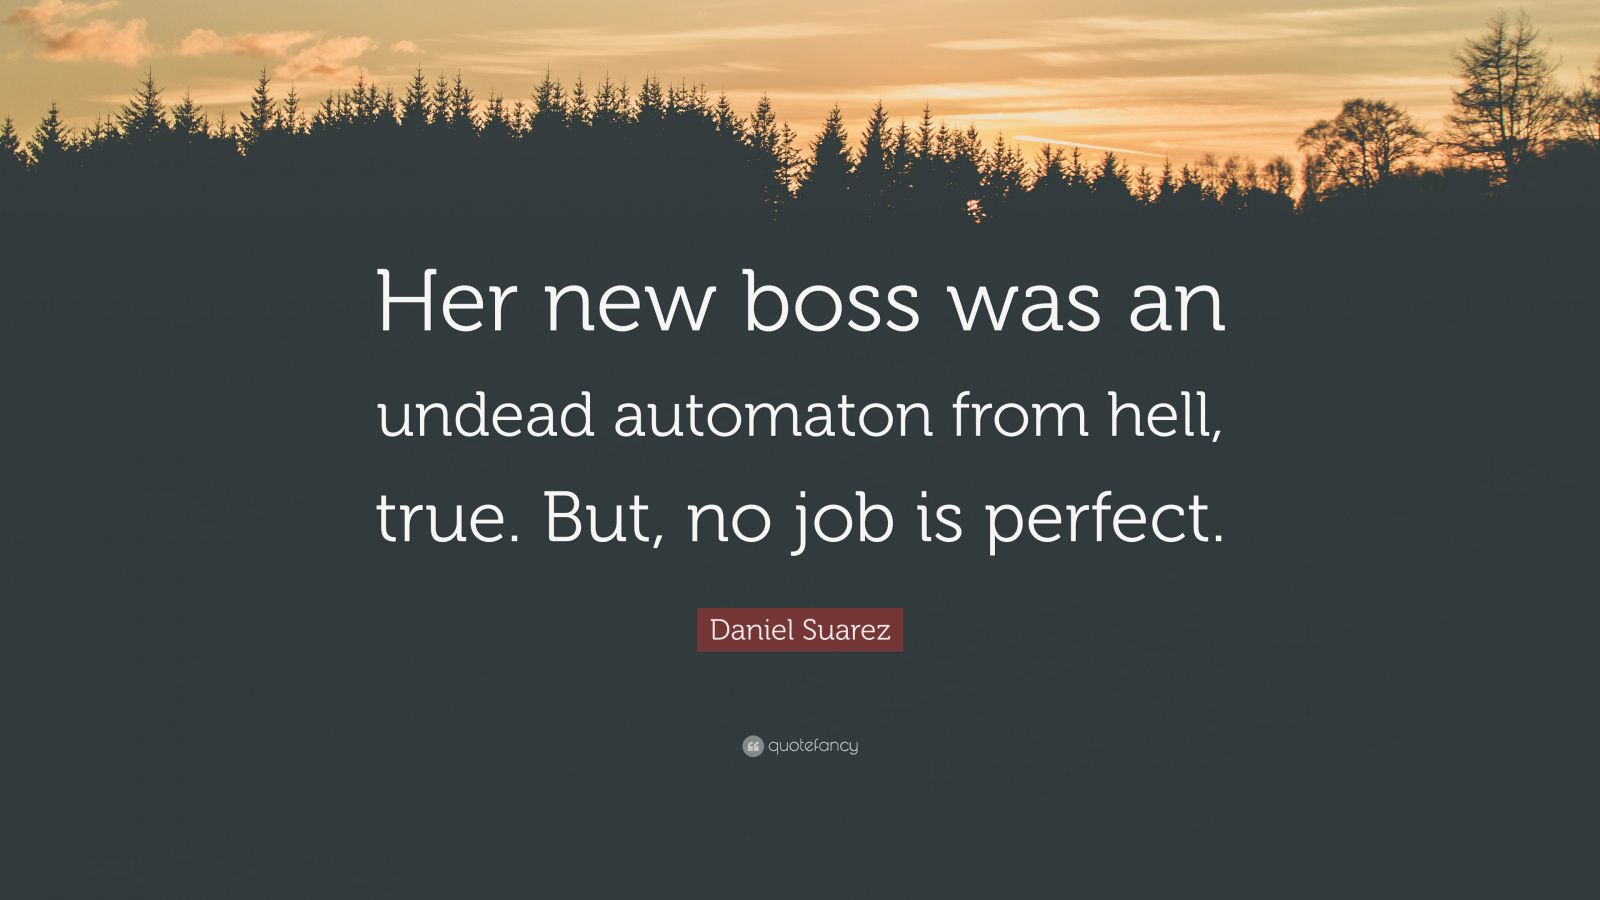 Her new boss was an
undead automaton from hell,
true. But, no job is perfect.
Daniel Suarez
quotefancy